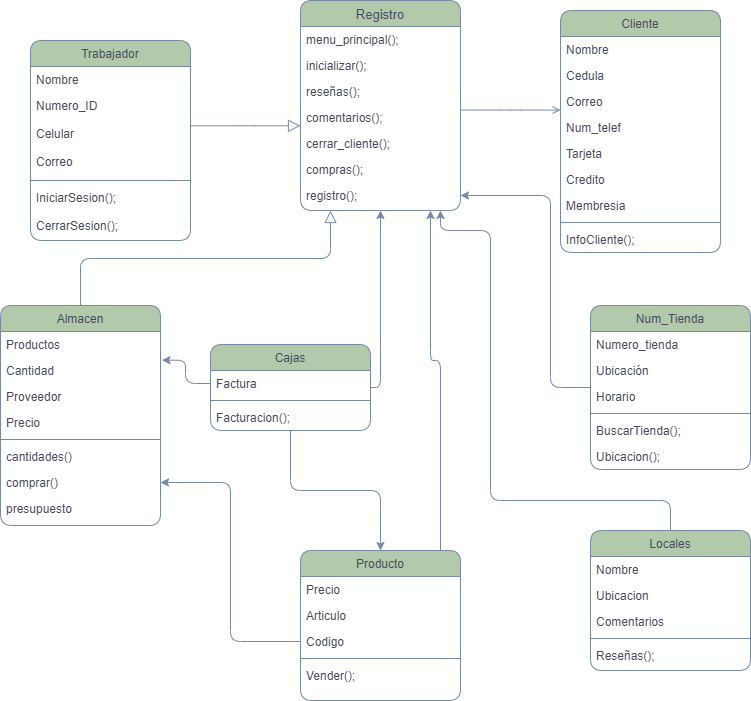 Registro
menu_principal();
inicializar();
reseñas();
comentarios();
cerrar_cliente();
compras();
registro();
Cliente
Nombre
Cedula
Correo
Num_telef
Tarjeta
Credito
Membresia
InfoCliente();
Trabajador
Nombre
Numero_ID
Celular
Correo
IniciarSesion();
CerrarSesion();
Almacen
Productos
Cantidad
Proveedor
Precio
cantidades()
comprar()
presupuesto
Cajas
Factura
Facturacion();
Num_Tienda
Numero_tienda
Ubicación
Horario
BuscarTienda();
Ubicacion();
Producto
Precio
Articulo
Codigo
Vender();
Locales
Nombre
Ubicacion
Comentarios
Reseñas();